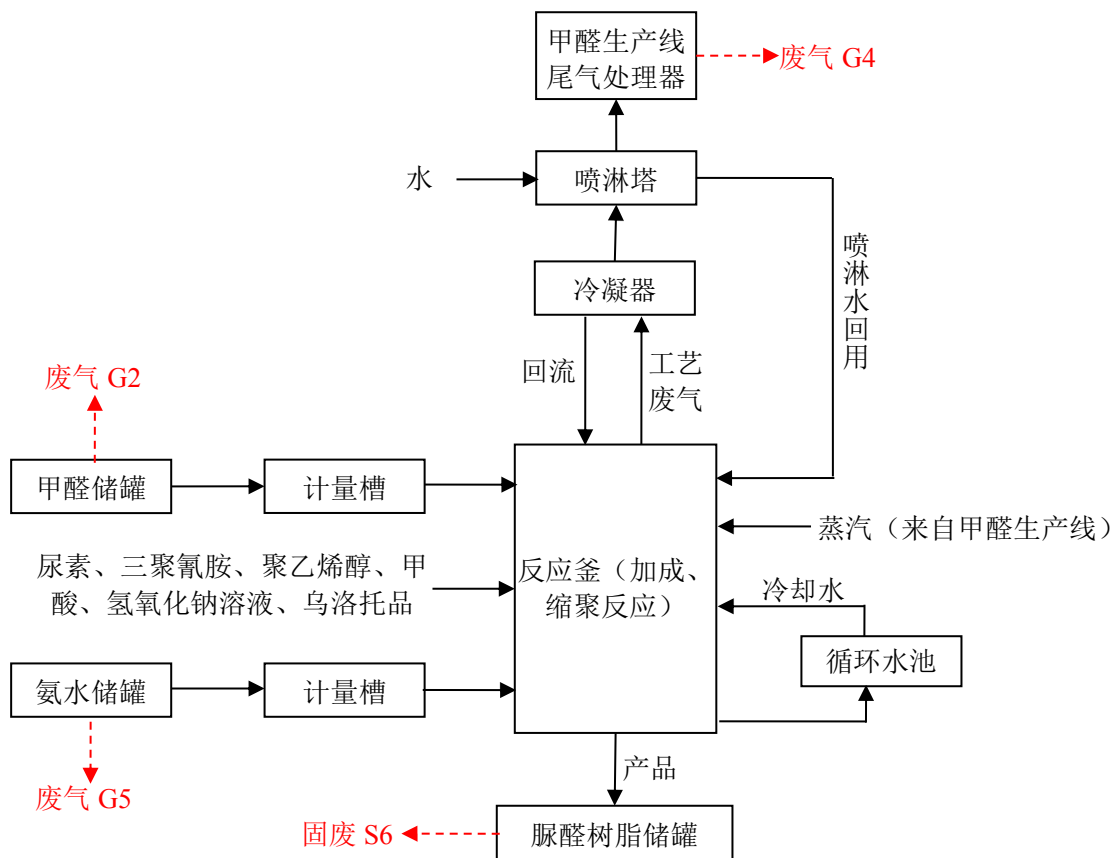 甲醛生产线
尾气处理器
废气 G4
水
喷淋塔
喷淋水回用
冷凝器
回流
工艺
废气
废气 G2
甲醛储罐
计量槽
蒸汽（来自甲醛生产线）
尿素、三聚氰胺、聚乙烯醇、甲
酸、氢氧化钠溶液、乌洛托品
反应釜（加成、
缩聚反应）
冷却水
循环水池
氨水储罐
计量槽
产品
废气 G5
固废 S6
脲醛树脂储罐